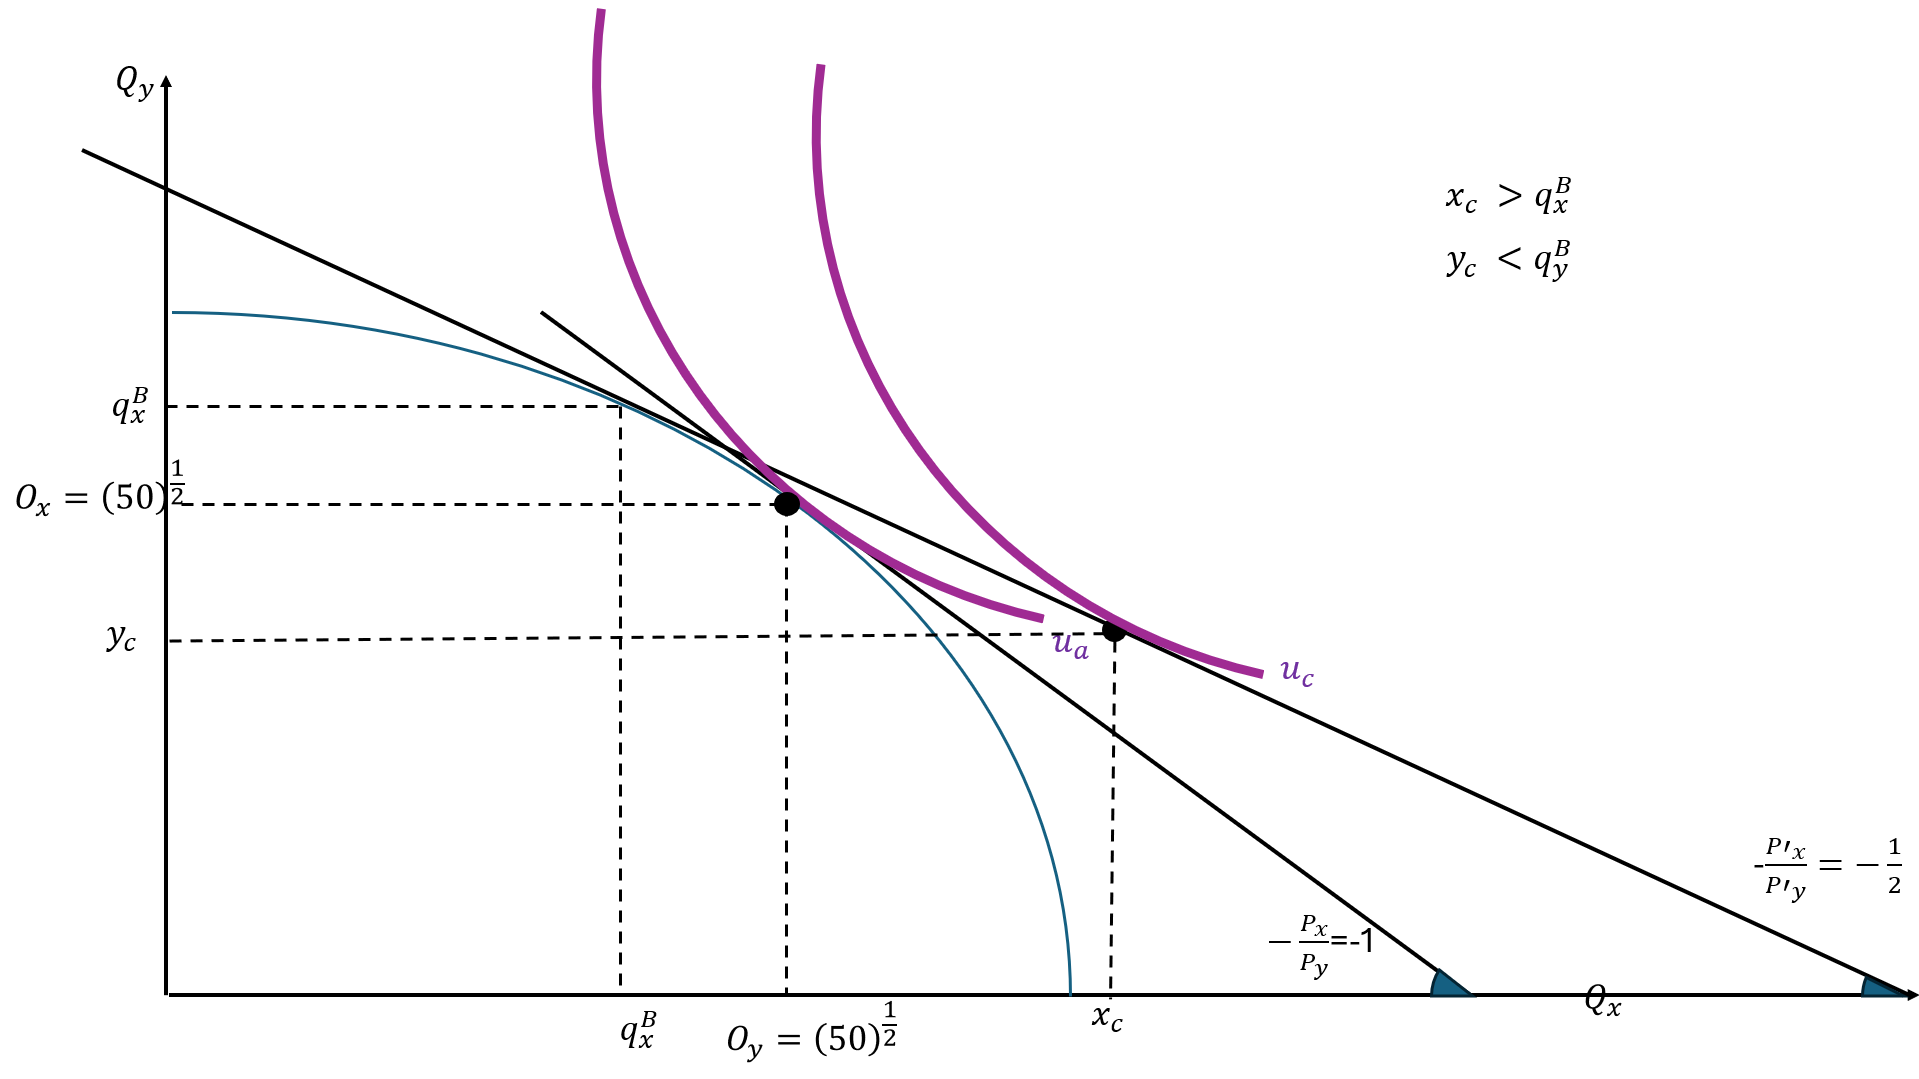 Q_y
x_c > q_x^B
y_c < q_y^B
q_x^B
O_x = (50)^{1/2}
y_c
u_a
u_c
-P'_x/P'_y = -1/2
-P_x/P_y=-1
Q_x
q_x^B
O_y = (50)^{1/2}
x_c